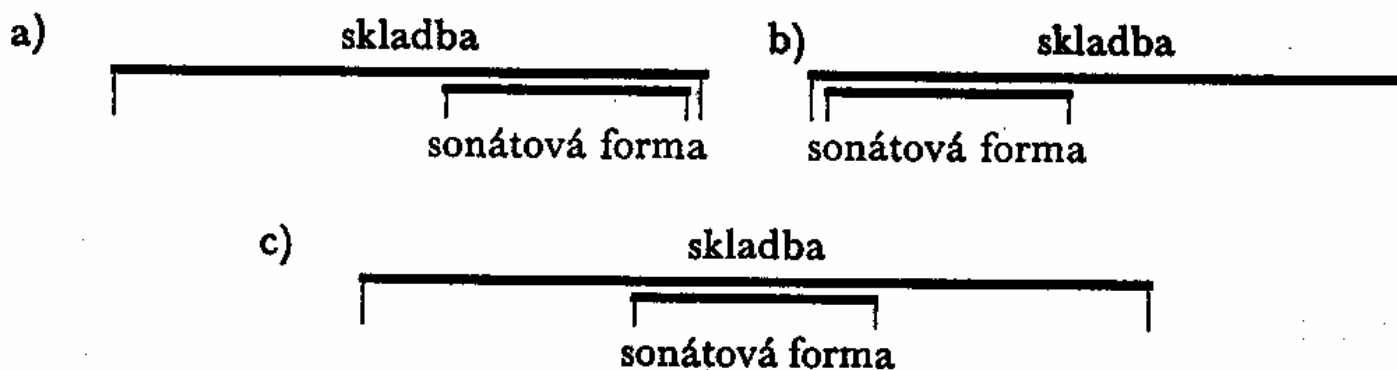 a) skladba
sonátová forma
b) skladba
sonátová forma
c) skladba
sonátová forma